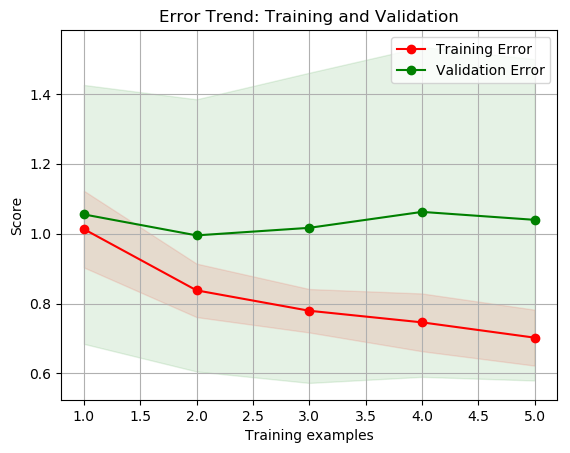 Error Trend: Training and Validation
Training Error
Validation Error
Score
1.4
1.2
1.0
0.8
0.6
1.0 1.5 2.0 2.5 3.0 3.5 4.0 4.5 5.0
Training examples